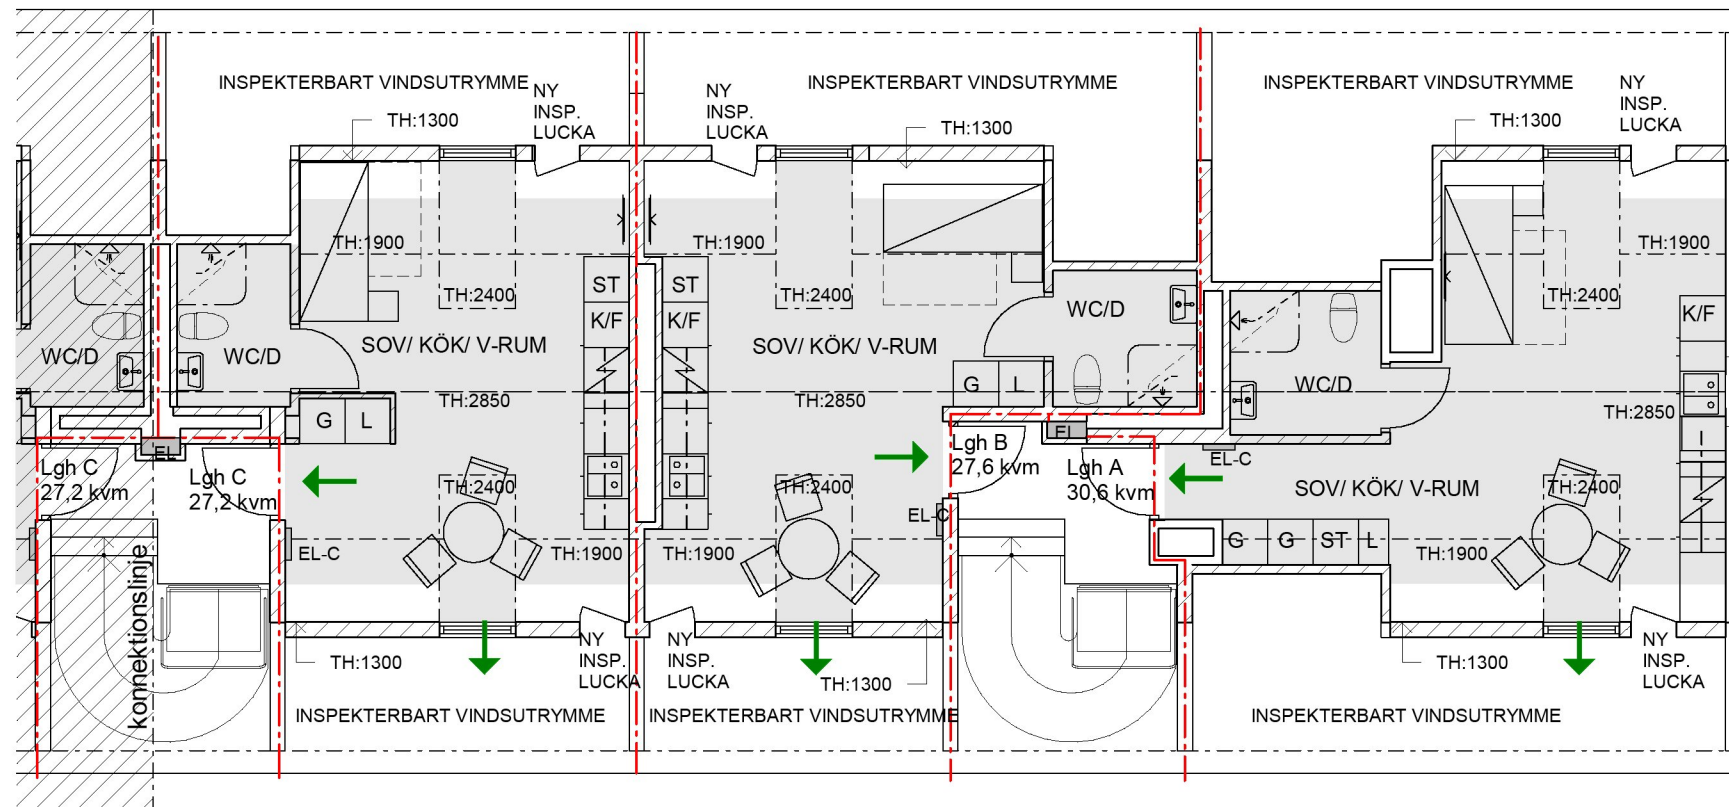 INSPEKTERBART VINDSUTRYMME
NY
INSP.
LUCKA
TH:1300
NY
INSP.
LUCKA
INSPEKTERBART VINDSUTRYMME
TH:1300
INSPEKTERBART VINDSUTRYMME
NY
INSP.
LUCKA
TH:1300
TH:1900
TH:1900
TH:1900
ST
ST
TH:2400
TH:2400
TH:2400
K/F
K/F
K/F
WC/D
WC/D
SOV/ KÖK/ V-RUM
SOV/ KÖK/ V-RUM
WC/D
WC/D
G
L
TH:2850
TH:2850
G
L
TH:2850
G
L
EL
EL
Lgh C
27,2 kvm
Lgh C
27,2 kvm
Lgh B
27,6 kvm
Lgh A
30,6 kvm
EL-C
SOV/ KÖK/ V-RUM
TH:2400
TH:2400
TH:2400
EL-C
EL-C
G
G
ST
L
TH:1900
TH:1900
TH:1900
konnektionslinje
NY
INSP.
LUCKA
NY
INSP.
LUCKA
NY
INSP.
LUCKA
TH:1300
TH:1300
TH:1300
INSPEKTERBART VINDSUTRYMME
INSPEKTERBART VINDSUTRYMME
INSPEKTERBART VINDSUTRYMME